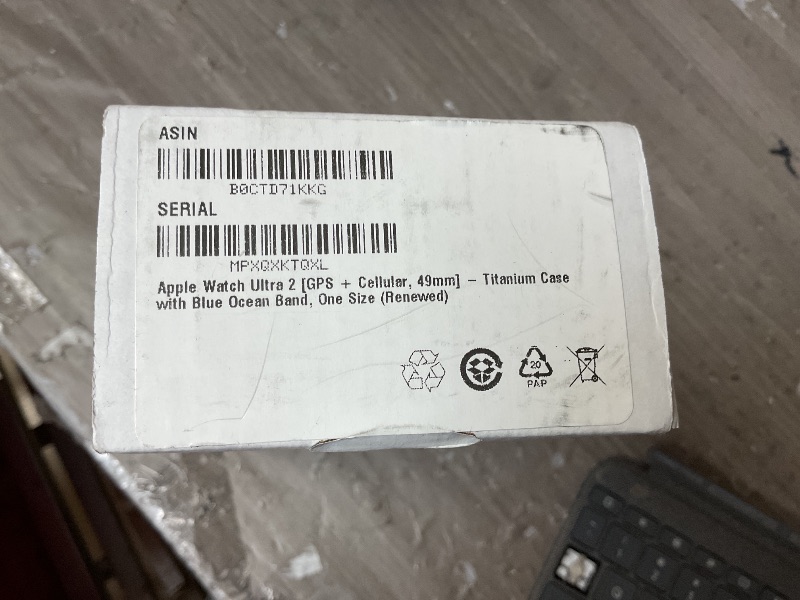 ASIN
B0CTD71KKG
SERIAL
MPXQXKTQXL
Apple Watch Ultra 2 [GPS + Cellular, 49mm] – Titanium Case
with Blue Ocean Band, One Size (Renewed)
20
PAP